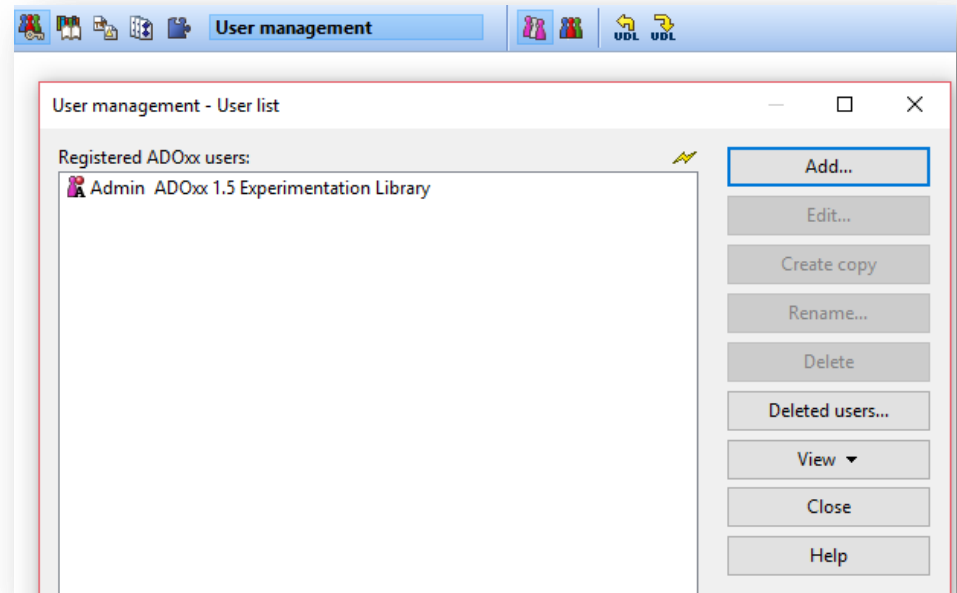 User management
UDL UDL
User management - User list
Registered ADOxx users:
Admin ADOxx 1.5 Experimentation Library
Add...
Edit...
Create copy
Rename...
Delete
Deleted users...
View
Close
Help